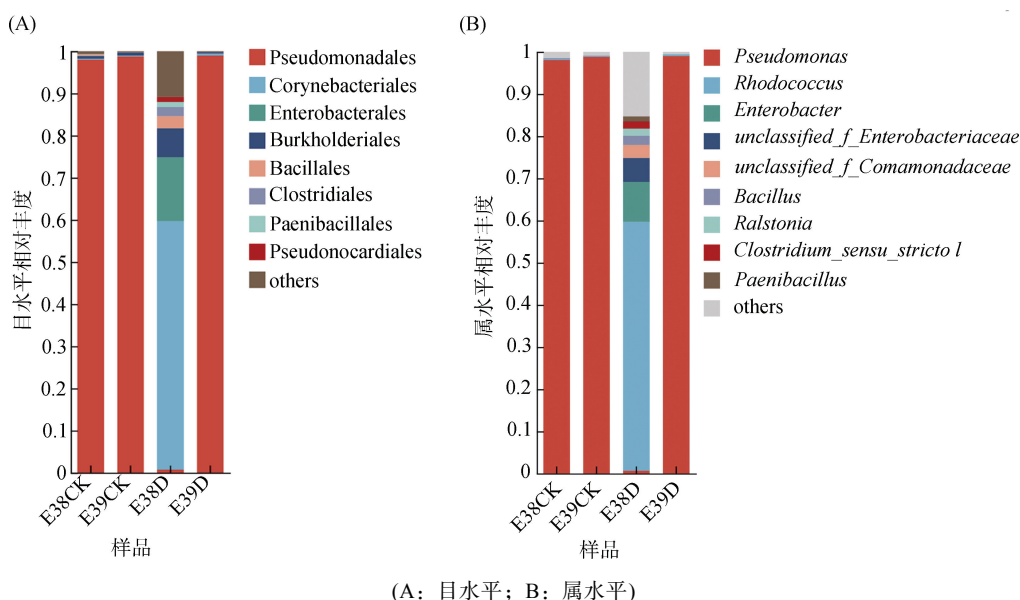 (A)
1
0.9
0.8
0.7
0.6
0.5
0.4
0.3
0.2
0.1
0
目水平相对丰度
E38CK
E39CK
E38D
E39D
样品
Pseudomonadales
Corynebacteriales
Enterobacterales
Burkholderiales
Bacillales
Clostridiales
Paenibacillales
Pseudonocardiales
others
(B)
1
0.9
0.8
0.7
0.6
0.5
0.4
0.3
0.2
0.1
0
属水平相对丰度
E38CK
E39CK
E38D
E39D
样品
Pseudomonas
Rhodococcus
Enterobacter
unclassified_f_Enterobacteriaceae
unclassified_f_Comamonadaceae
Bacillus
Ralstonia
Clostridium_sensu_stricto l
Paenibacillus
others
(A：目水平；B：属水平)